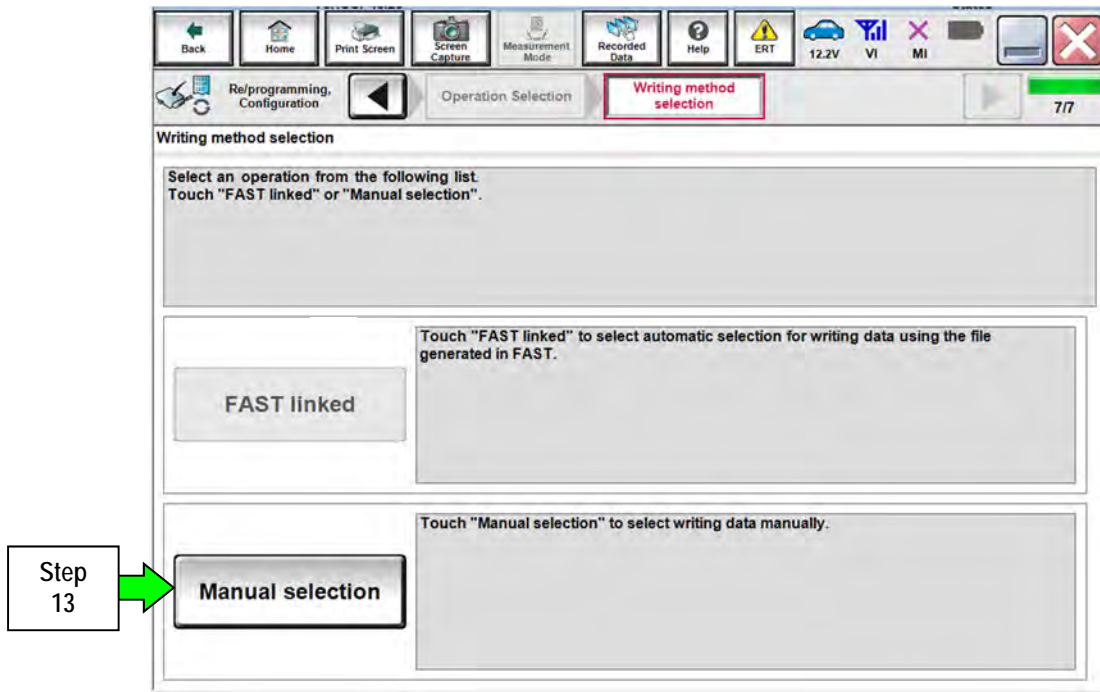 Back
Home
Print Screen
Screen
Capture
Measurement
Mode
Recorded
Data
Help
ERT
12.2V
VI
MI
Re/programming,
Configuration
Operation Selection
Writing method
selection
7/7
Writing method selection
Select an operation from the following list.
Touch "FAST linked" or "Manual selection".
FAST linked
Touch "FAST linked" to select automatic selection for writing data using the file
generated in FAST.
Step
13
Manual selection
Touch "Manual selection" to select writing data manually.